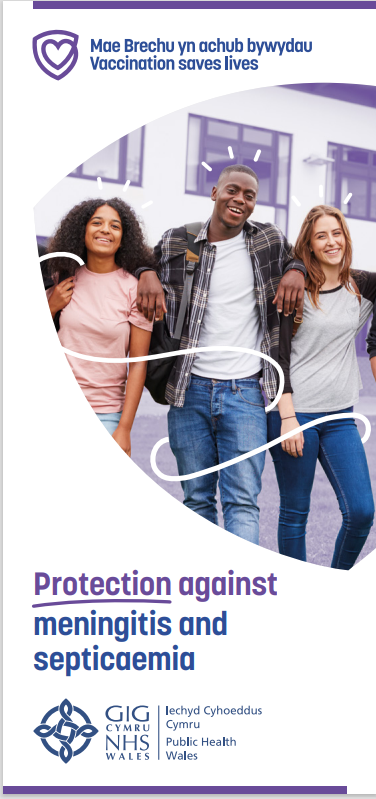 Mae Brechu yn achub bywydau
Vaccination saves lives
Protection against
meningitis and
septicaemia
GIG
CYMRU
NHS
WALES
Iechyd Cyhoeddus
Cymru
Public Health
Wales